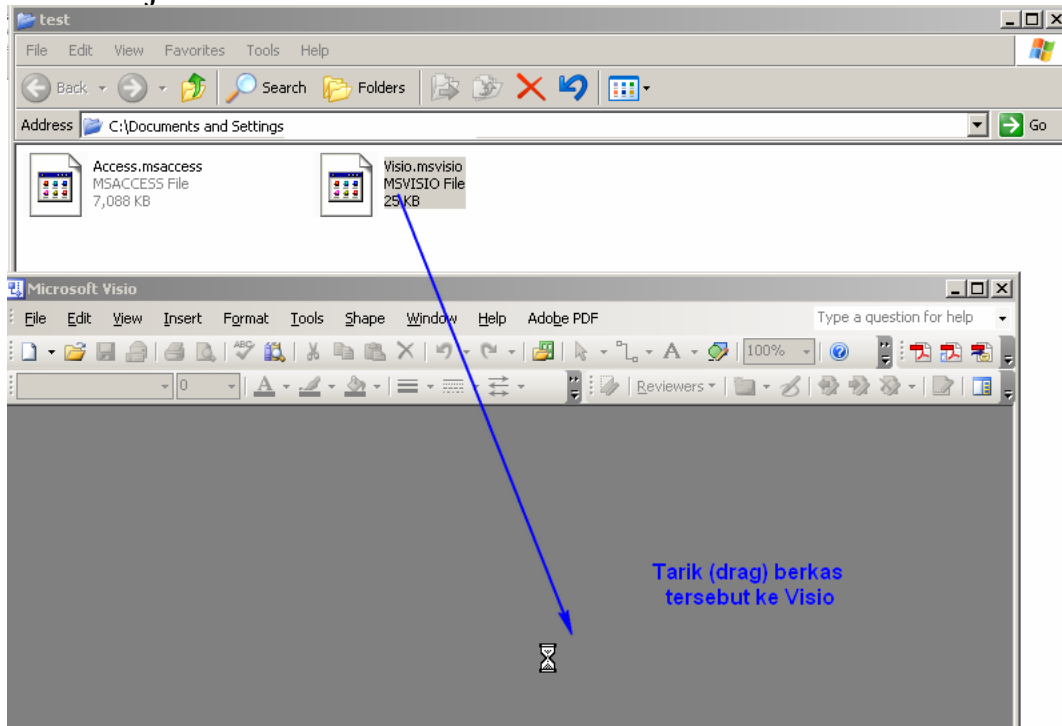 test
File Edit View Favorites Tools Help
Back Search Folders
Address C:\Documents and Settings Go
Access.msaccess
MSACCESS File
7,088 KB
Visio.msvisio
MSVISIO File
25 KB
Microsoft Visio
File Edit View Insert Format Tools Shape Window Help Adobe PDF Type a question for help
ABC A 100%
0 A Reviewers
Tarik (drag) berkas
tersebut ke Visio